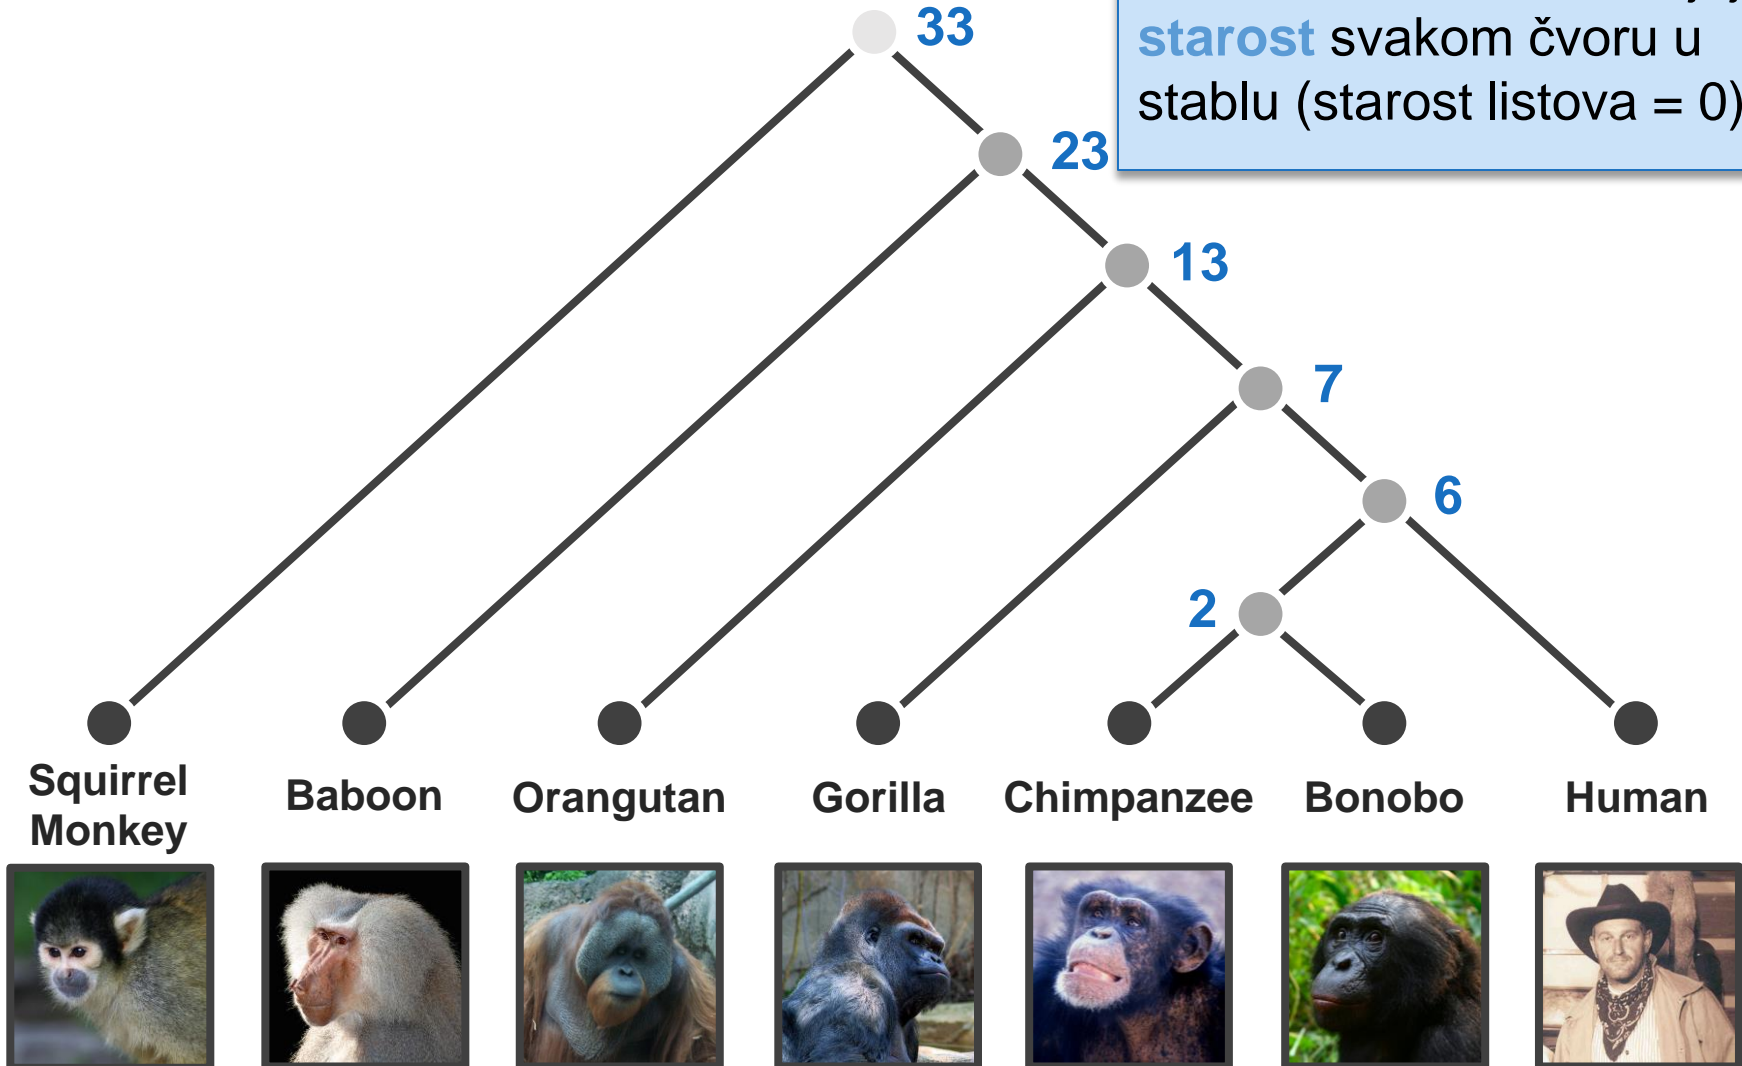 33
starost svakom čvoru u
stablu (starost listova = 0)
23
13
7
6
2
Squirrel
Monkey
Baboon
Orangutan
Gorilla
Chimpanzee
Bonobo
Human